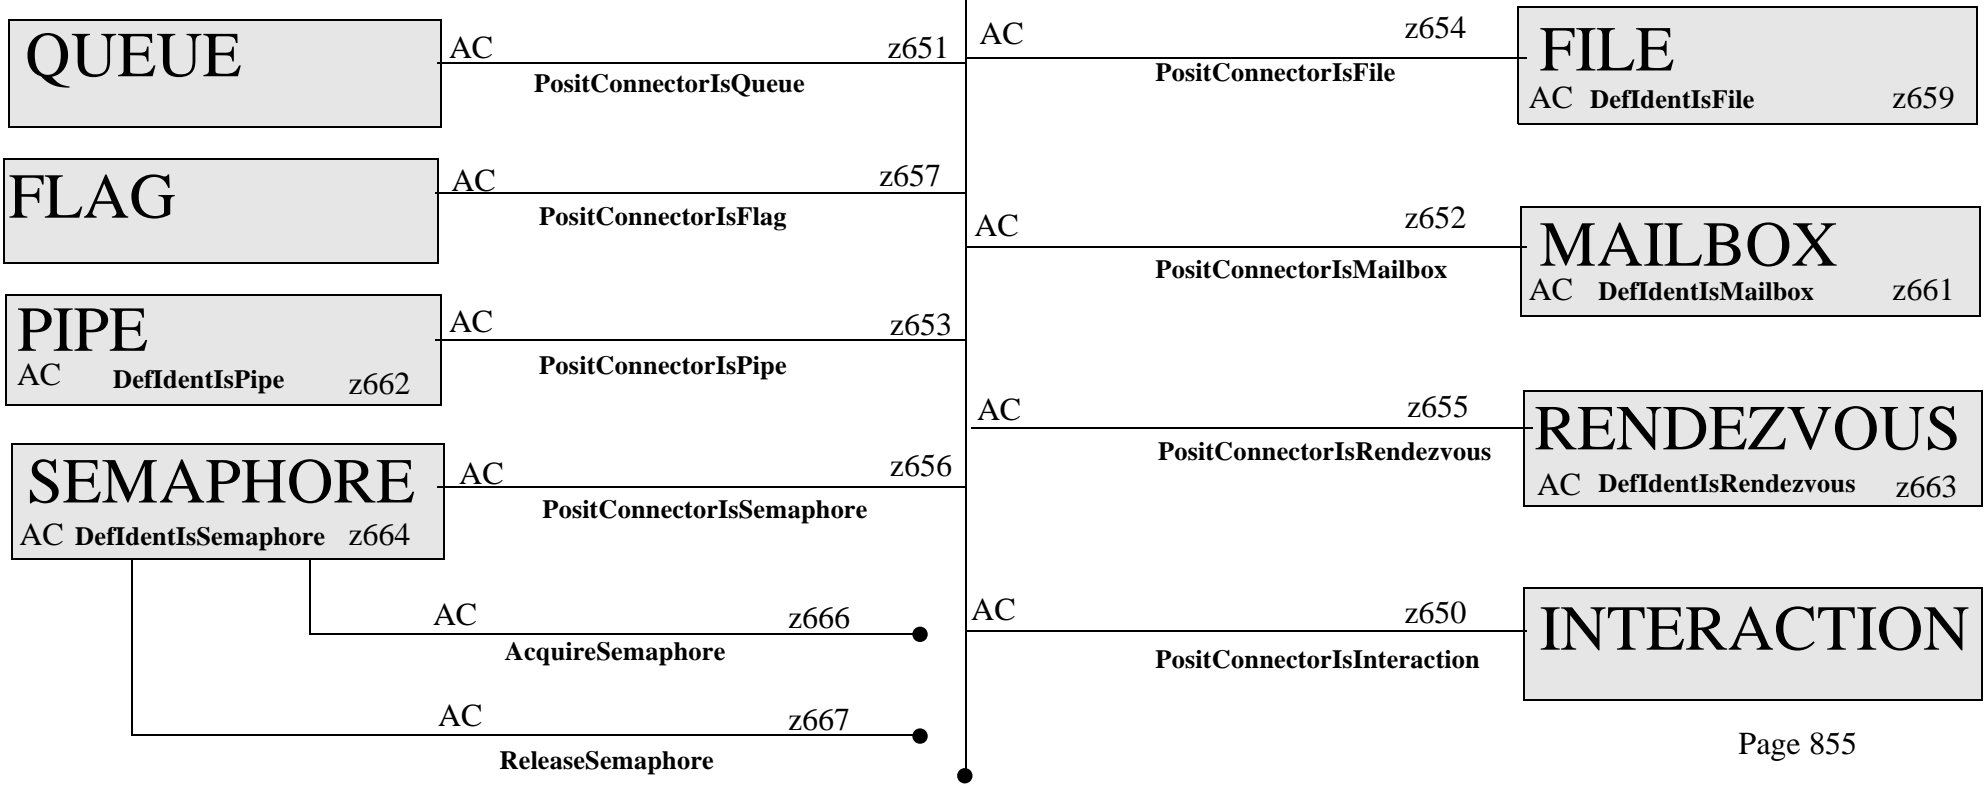 QUEUE
AC z651
PositConnectorIsQueue
FLAG
AC z657
PositConnectorIsFlag
PIPE
AC DefIdentIsPipe z662
AC z653
PositConnectorIsPipe
SEMAPHORE
AC DefIdentIsSemaphore z664
AC z656
PositConnectorIsSemaphore
AC z666
AcquireSemaphore
AC z667
ReleaseSemaphore
AC z654
PositConnectorIsFile
FILE
AC DefIdentIsFile z659
AC z652
PositConnectorIsMailbox
MAILBOX
AC DefIdentIsMailbox z661
AC z655
PositConnectorIsRendezvous
RENDEZVOUS
AC DefIdentIsRendezvous z663
AC z650
PositConnectorIsInteraction
INTERACTION
Page 855